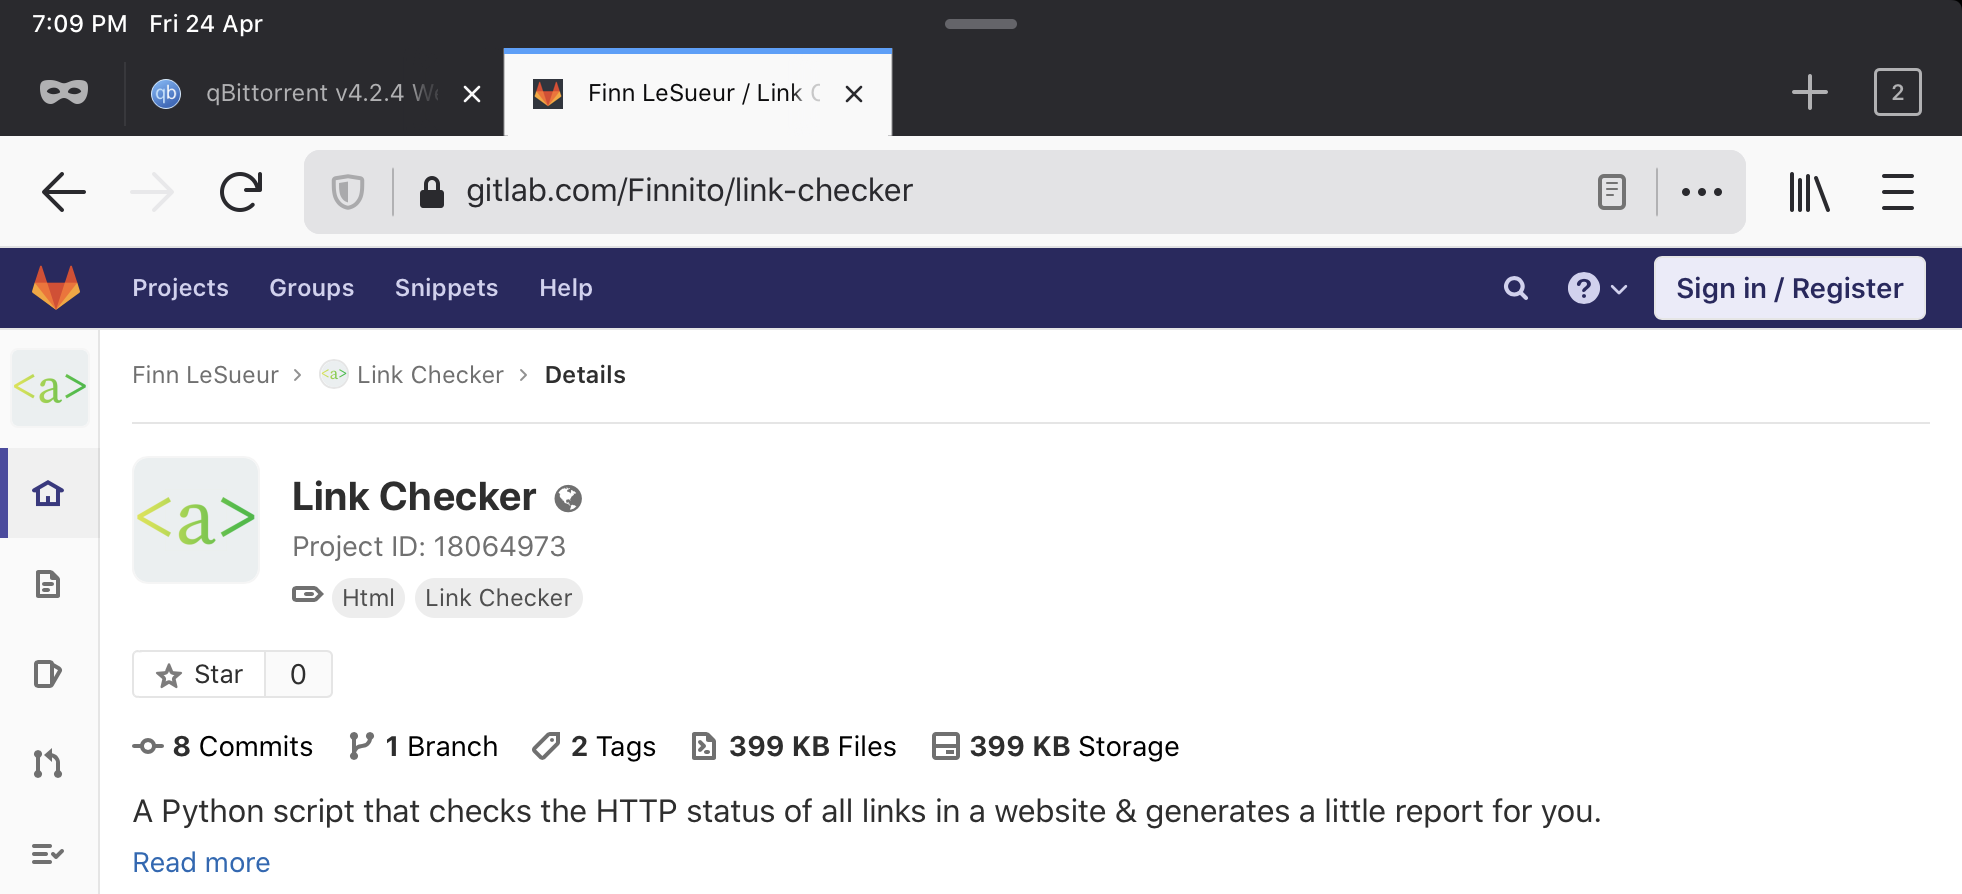 7:09 PM Fri 24 Apr
qb qBittorrent v4.2.4 Finn LeSueur / Link 2
gitlab.com/Finnito/link-checker
Projects Groups Snippets Help ? Sign in / Register
<a> Finn LeSueur > <a> Link Checker > Details
<a>
Link Checker
Project ID: 18064973
Html Link Checker
Star 0
8 Commits 1 Branch 2 Tags 399 KB Files 399 KB Storage
A Python script that checks the HTTP status of all links in a website & generates a little report for you.
Read more